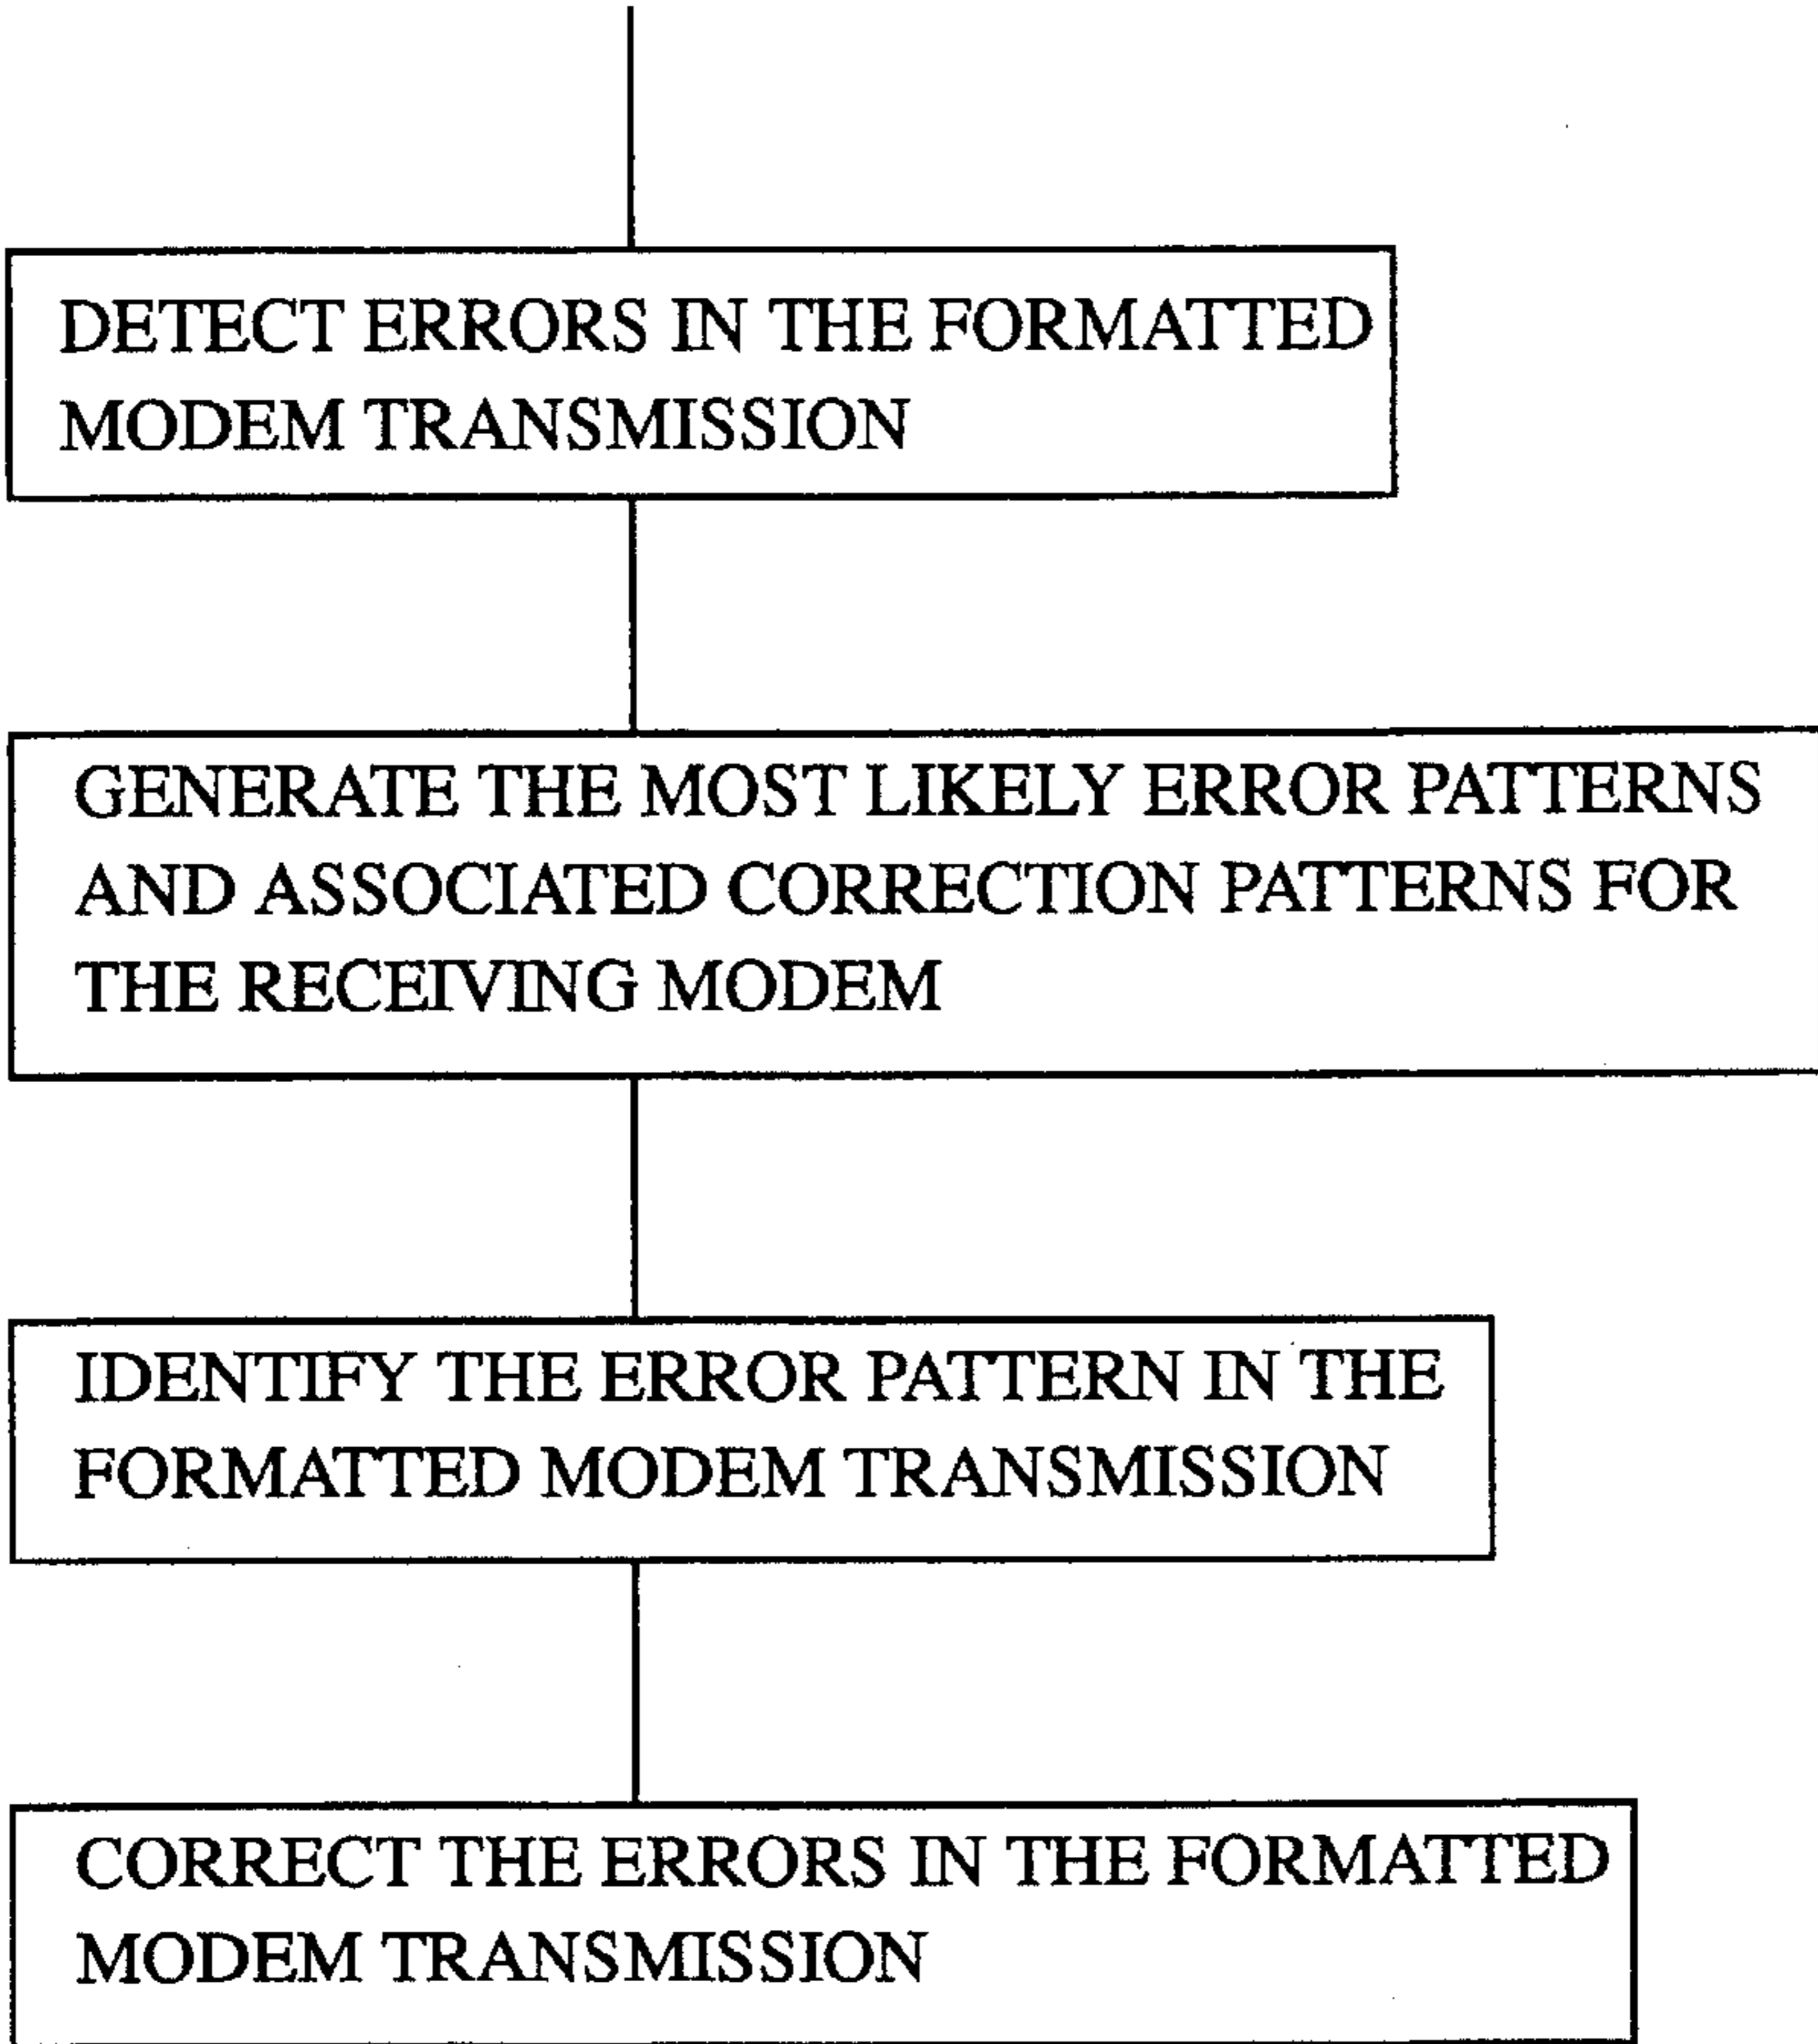 DETECT ERRORS IN THE FORMATTED
MODEM TRANSMISSION
GENERATE THE MOST LIKELY ERROR PATTERNS
AND ASSOCIATED CORRECTION PATTERNS FOR
THE RECEIVING MODEM
IDENTIFY THE ERROR PATTERN IN THE
FORMATTED MODEM TRANSMISSION
CORRECT THE ERRORS IN THE FORMATTED
MODEM TRANSMISSION